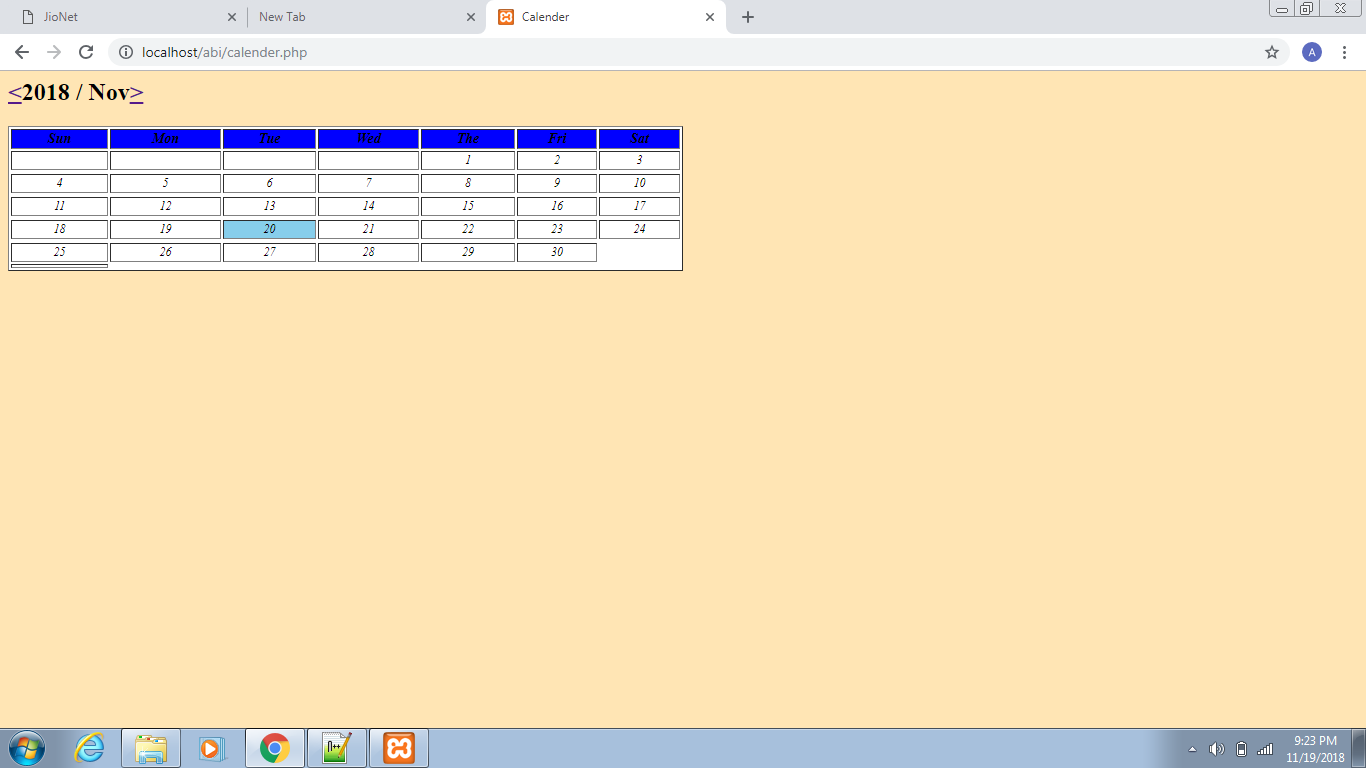 JioNet New Tab Calender
localhost/abi/calender.php
A
<2018 / Nov>
Sun Mon Tue Wed The Fri Sat
1 2 3
4 5 6 7 8 9 10
11 12 13 14 15 16 17
18 19 20 21 22 23 24
25 26 27 28 29 30
9:23 PM
11/19/2018